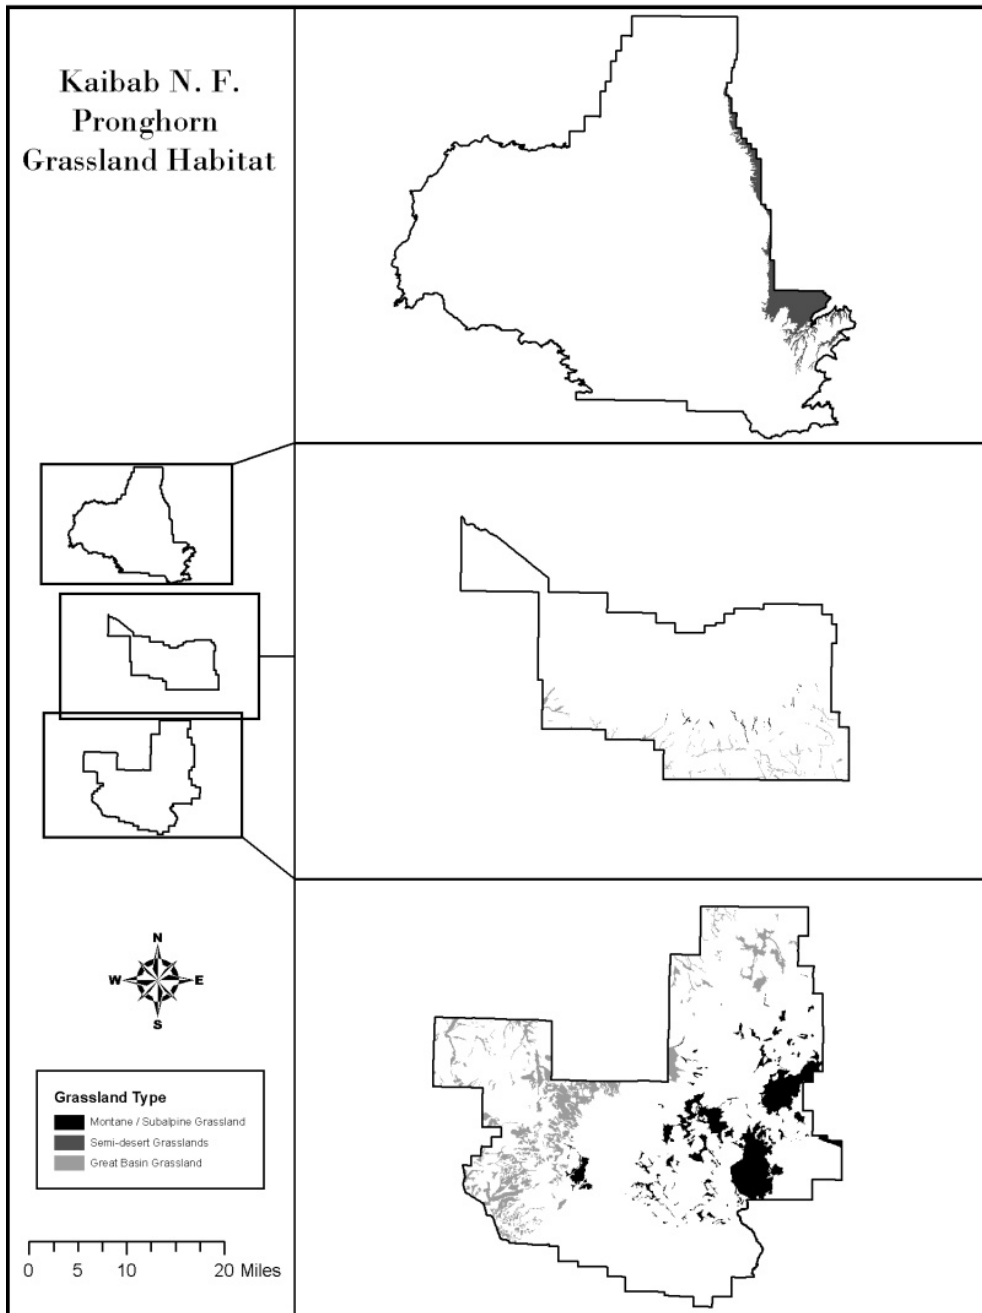 Kaibab N. F.
Pronghorn
Grassland Habitat
N
W E
S
Grassland Type
Montane / Subalpine Grassland
Semi-desert Grasslands
Great Basin Grassland
0 5 10 20 Miles